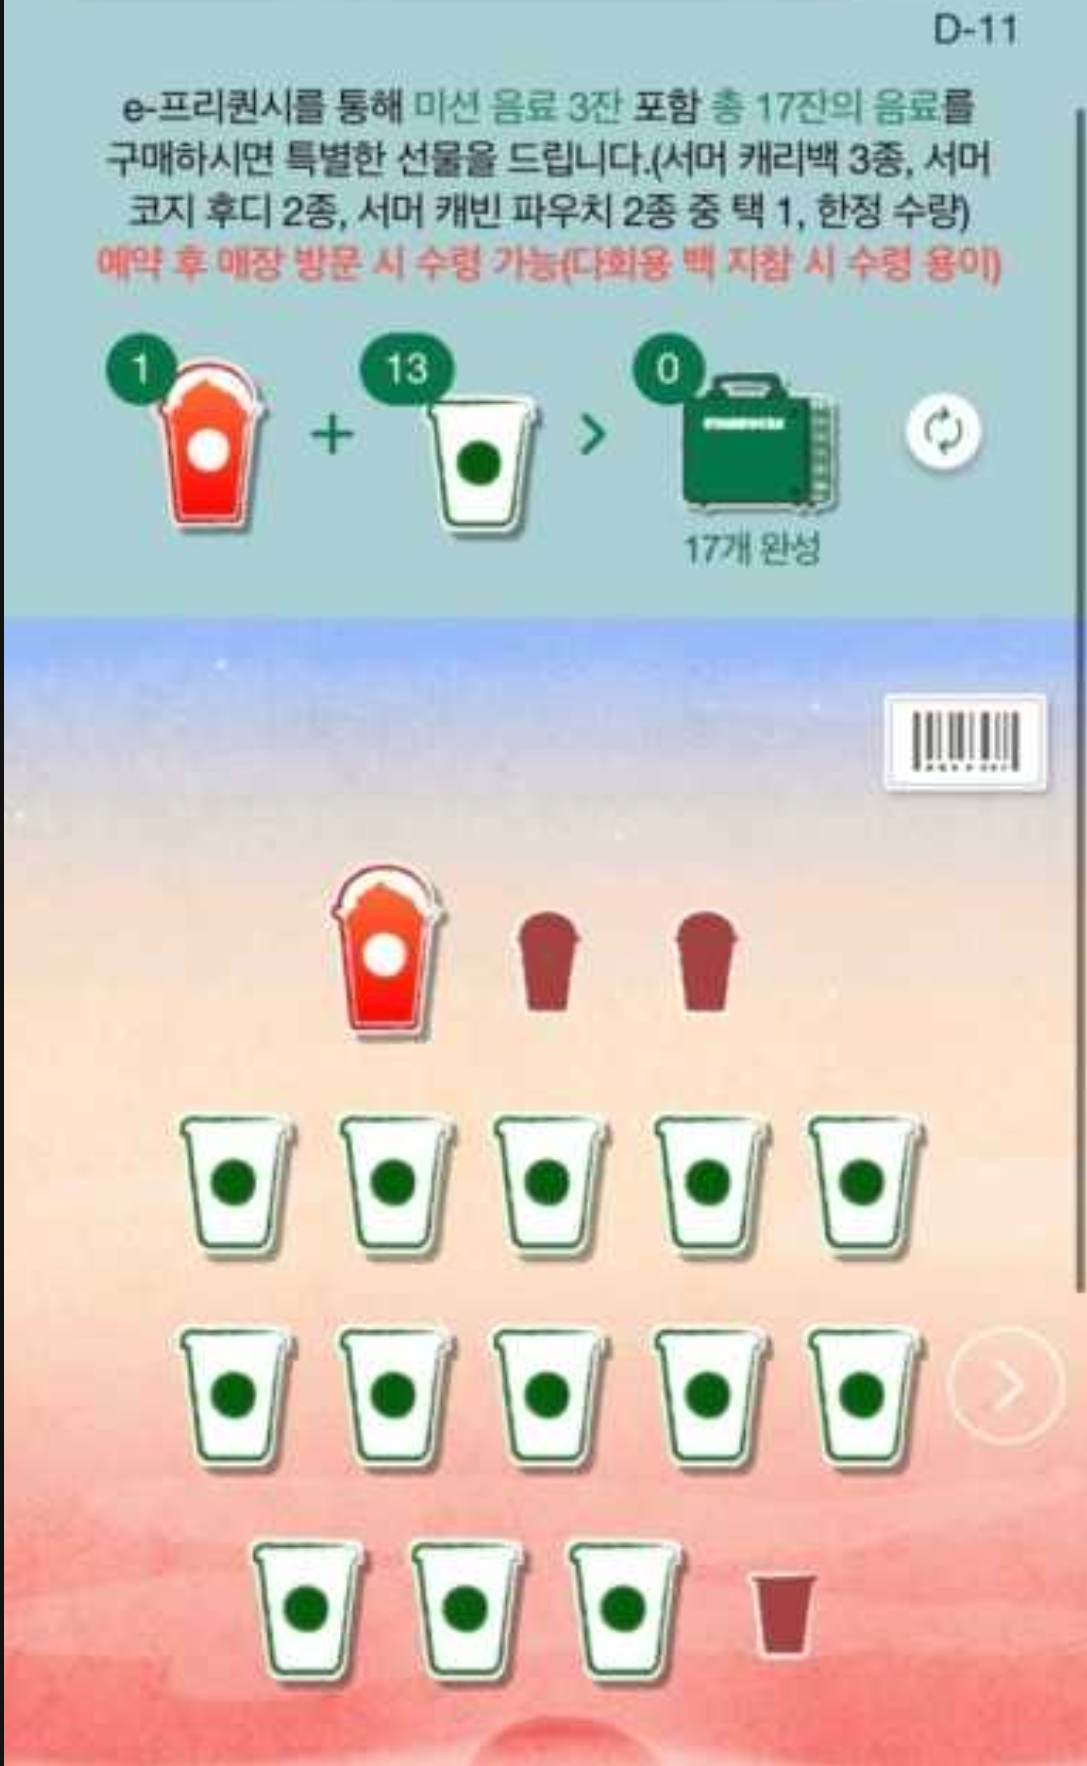 D-11
e-프리퀀시를 통해 미션 음료 3잔 포함 총 17잔의 음료를
구매하시면 특별한 선물을 드립니다.(서머 캐리백 3종, 서머
코지 후디 2종, 서머 캐빈 파우치 2종 중 택 1, 한정 수량)
예약 후 매장 방문 시 수령 가능(다회용 백 지참 시 수령 용이)
1
13
0
STARBUCKS
17개 완성